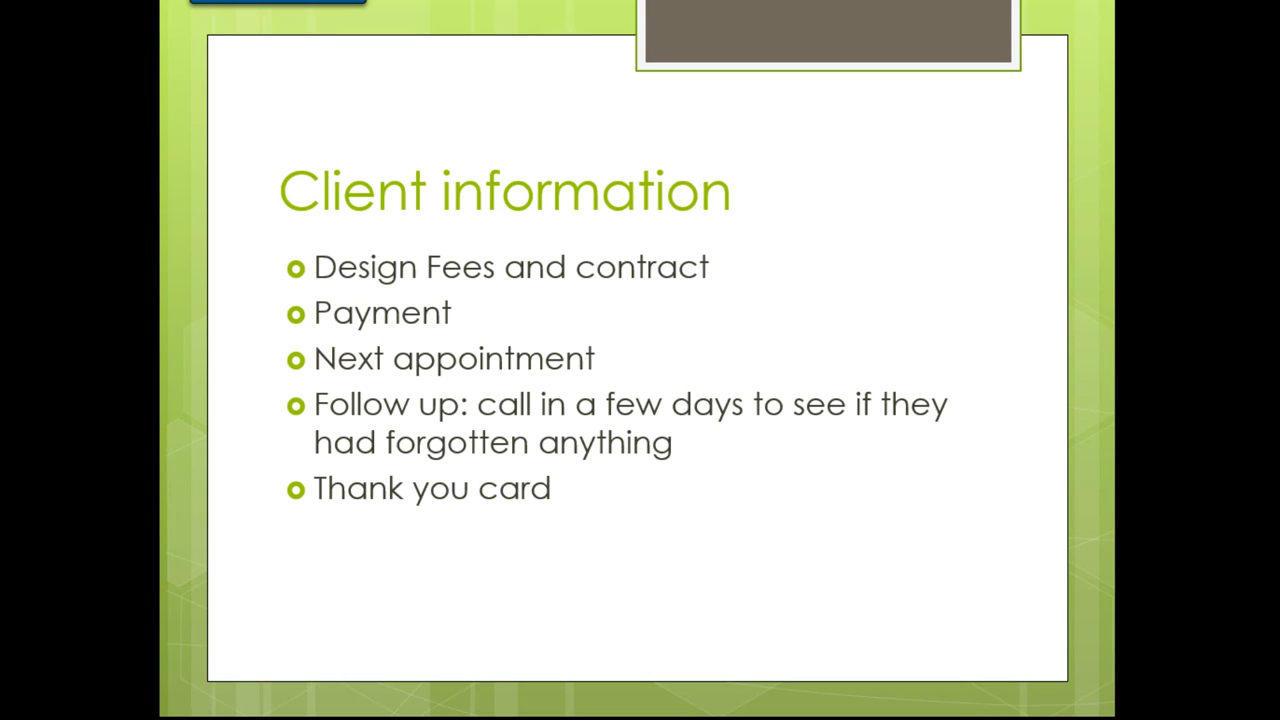 Client information
Design Fees and contract
Payment
Next appointment
Follow up: call in a few days to see if they
had forgotten anything
Thank you card